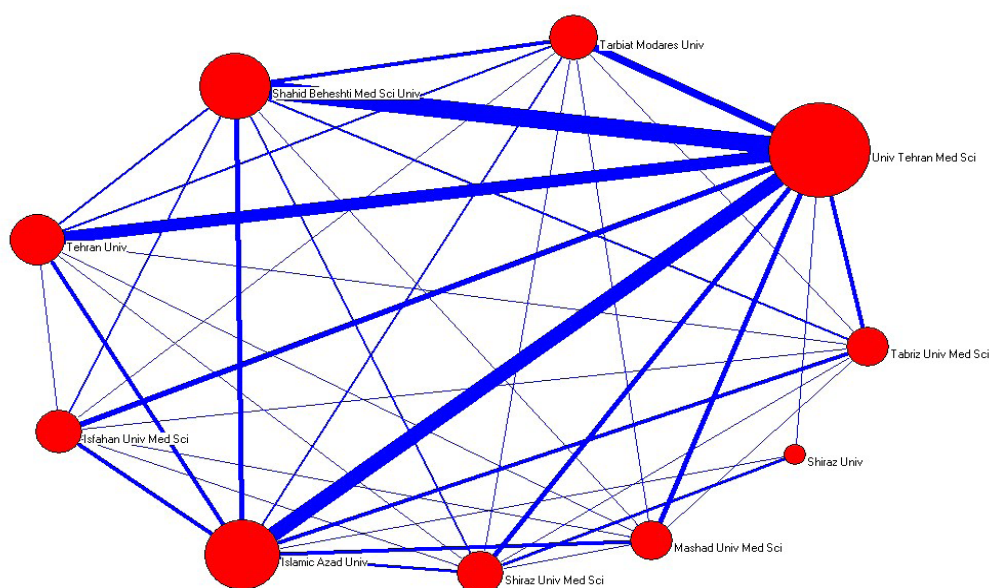 Tarbiat Modares Univ
Shahid Beheshti Med Sci Univ
Univ Tehran Med Sci
Tehran Univ
Tabriz Univ Med Sci
Isfahan Univ Med Sci
Shiraz Univ
Mashad Univ Med Sci
Islamic Azad Univ
Shiraz Univ Med Sci